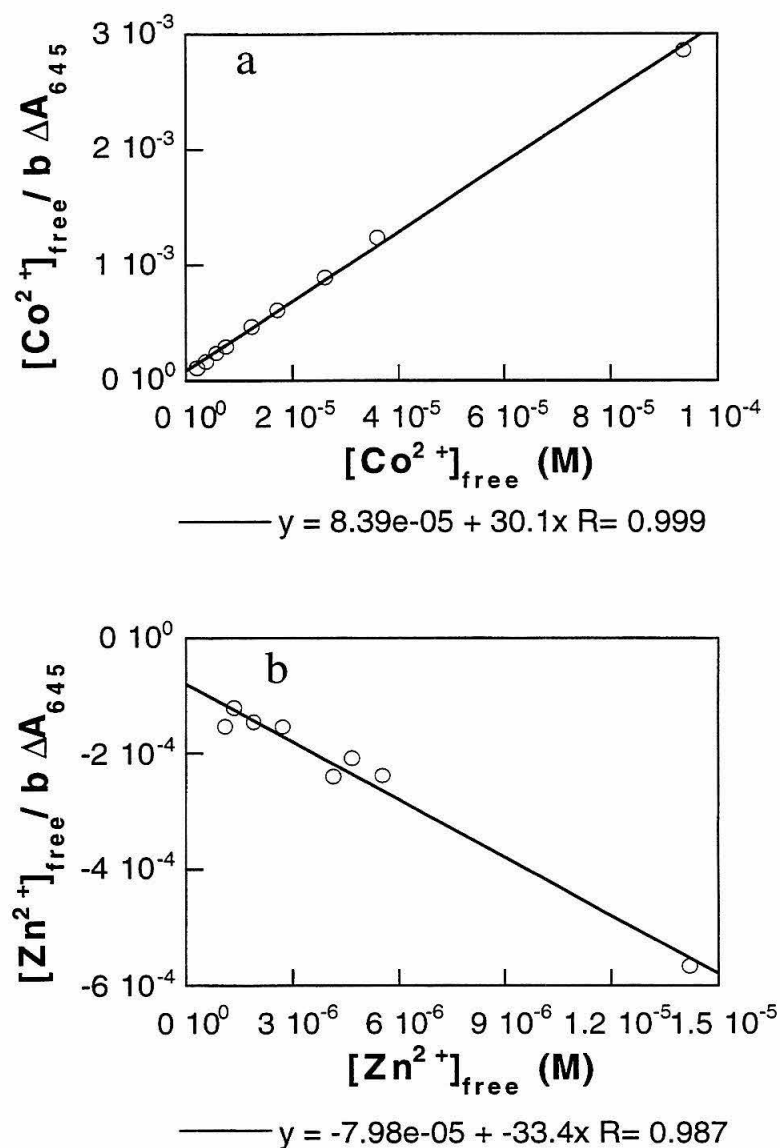 3 10⁻³
a
2 10⁻³
1 10⁻³
0 10⁰
[Co²⁺]free / b ΔA₆₄₅
0 10⁰ 2 10⁻⁵ 4 10⁻⁵ 6 10⁻⁵ 8 10⁻⁵ 1 10⁻⁴
[Co²⁺]free (M)
y = 8.39e-05 + 30.1x R= 0.999
0 10⁰
b
-2 10⁻⁴
-4 10⁻⁴
-6 10⁻⁴
[Zn²⁺]free / b ΔA₆₄₅
0 10⁰ 3 10⁻⁶ 6 10⁻⁶ 9 10⁻⁶ 1.2 10⁻⁵ 1.5 10⁻⁵
[Zn²⁺]free (M)
y = -7.98e-05 + -33.4x R= 0.987